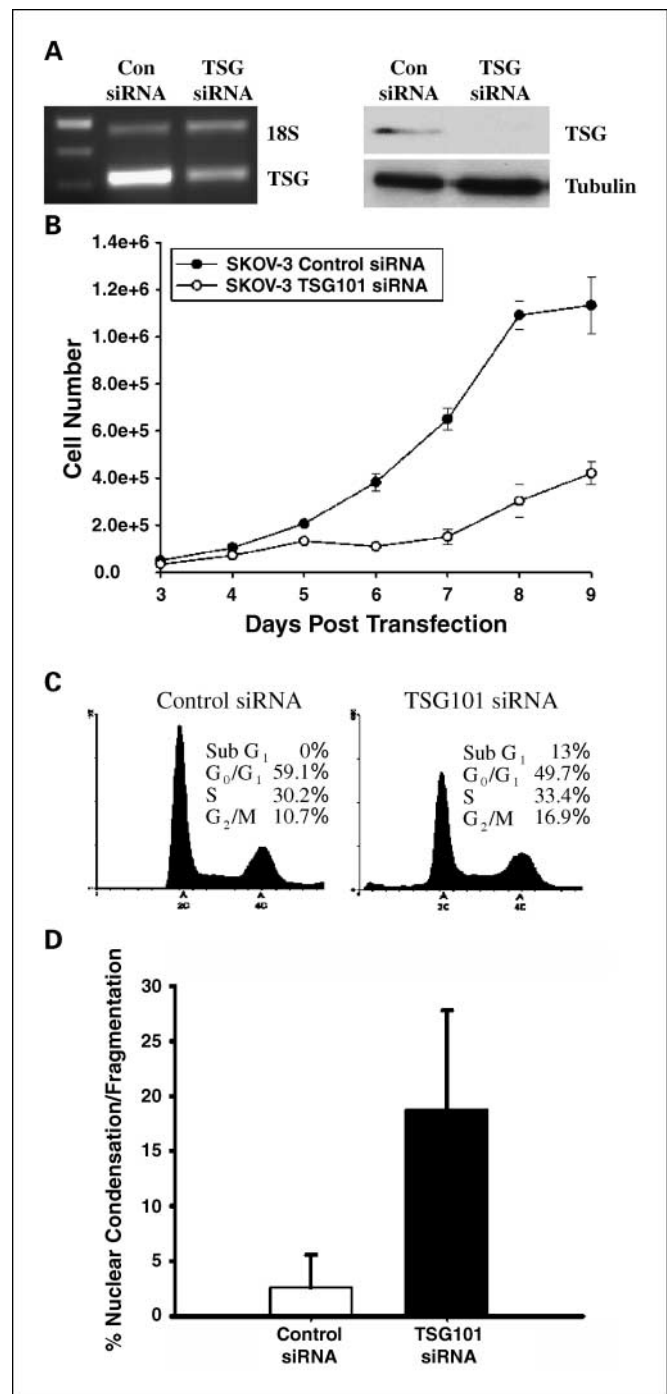 A
Con
siRNA
TSG
siRNA
18S
TSG
Con
siRNA
TSG
siRNA
TSG
Tubulin
B
1.4e+6
1.2e+6
1.0e+6
8.0e+5
6.0e+5
4.0e+5
2.0e+5
0.0
Cell Number
SKOV-3 Control siRNA
SKOV-3 TSG101 siRNA
3 4 5 6 7 8 9
Days Post Transfection
C
Control siRNA
Sub G₁ 0%
G₀/G₁ 59.1%
S 30.2%
G₂/M 10.7%
2C 4C
TSG101 siRNA
Sub G₁ 13%
G₀/G₁ 49.7%
S 33.4%
G₂/M 16.9%
4C
D
% Nuclear Condensation/Fragmentation
30
25
20
15
10
5
0
Control
siRNA
TSG101
siRNA